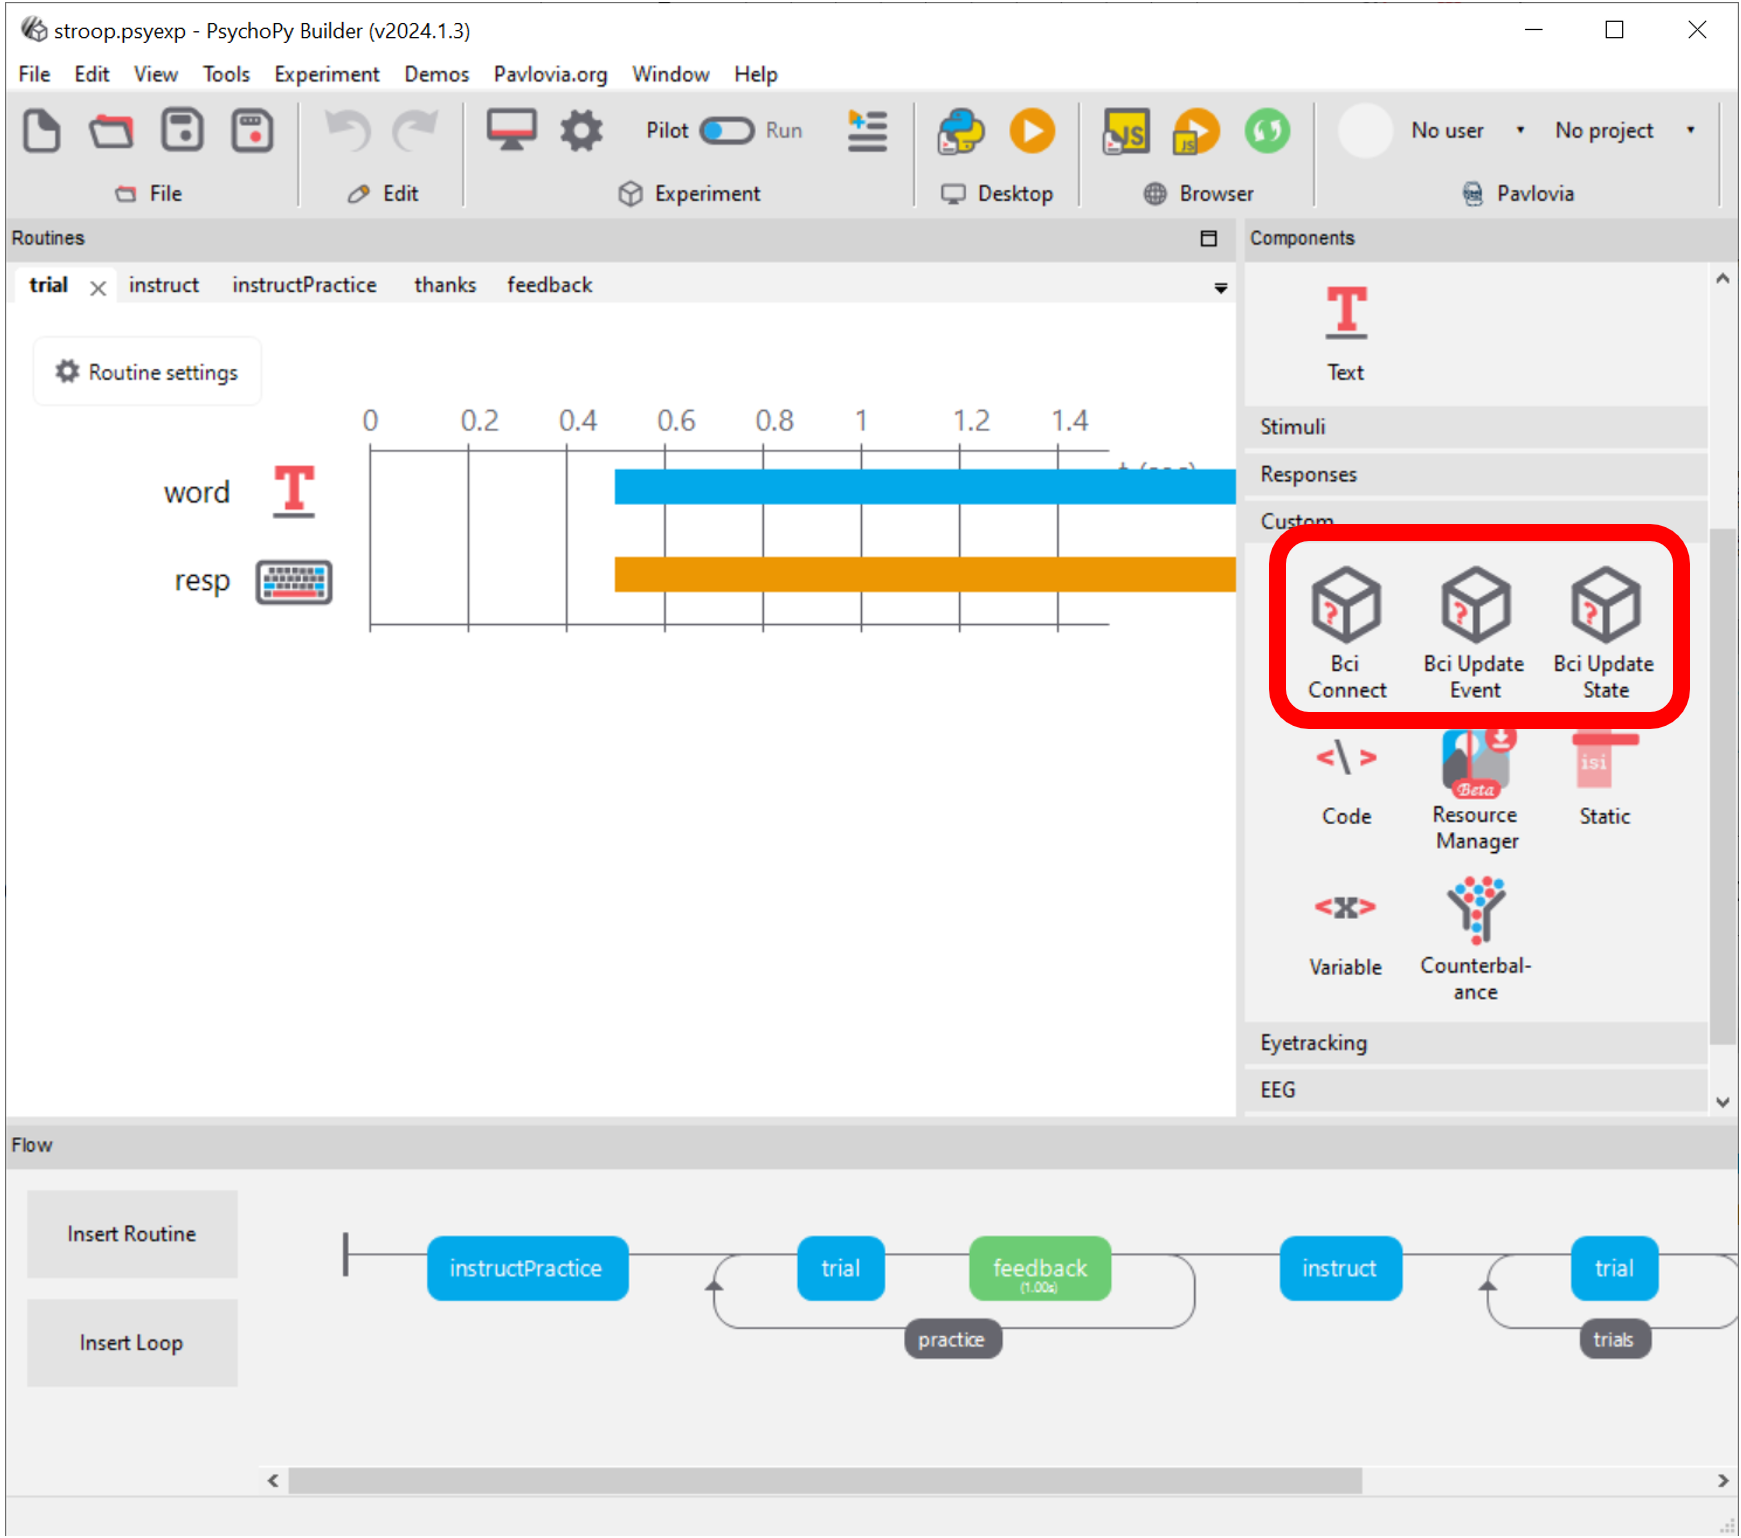 stroop.psyexp - PsychoPy Builder (v2024.1.3)
File Edit View Tools Experiment Demos Pavlovia.org Window Help
Pilot Run
JS
JS
No user No project
File
Edit
Experiment
Desktop
Browser
Pavlovia
Routines
trial instruct instructPractice thanks feedback
Routine settings
0 0.2 0.4 0.6 0.8 1 1.2 1.4
word
T
resp
Components
T
Text
Stimuli
Responses
Custom
? ? ?
Bci
Connect
Bci Update
Event
Bci Update
State
<\>
Code
Beta
Resource
Manager
isi
Static
<x>
Variable
Counterbal-
ance
Eyetracking
EEG
Flow
Insert Routine
Insert Loop
instructPractice
trial
feedback
(1.00s)
practice
instruct
trial
trials